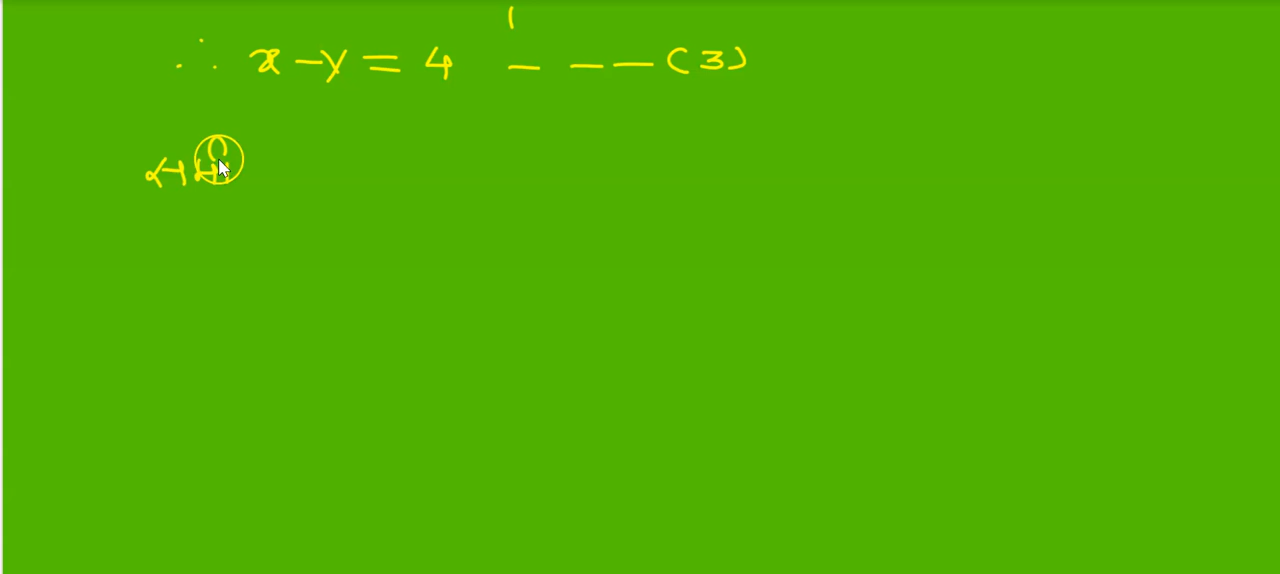 ∴ x - y = 4 - - - (3)